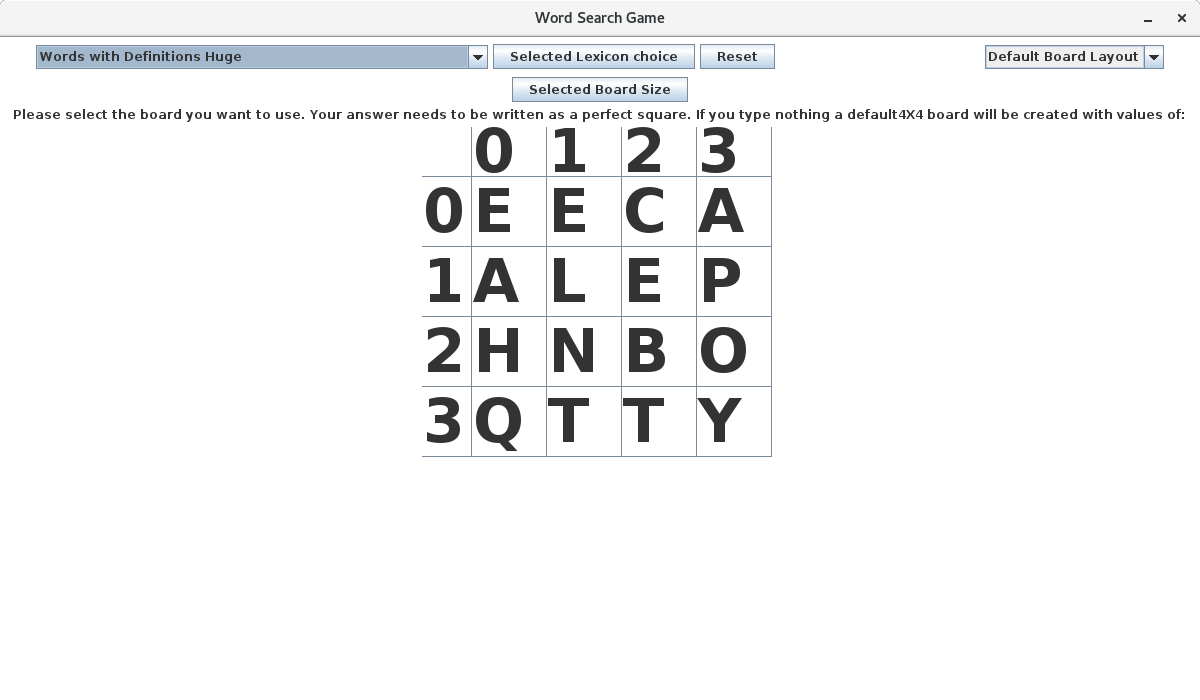 Word Search Game
Words with Definitions Huge Selected Lexicon choice Reset Default Board Layout
Selected Board Size
Please select the board you want to use. Your answer needs to be written as a perfect square. If you type nothing a default4X4 board will be created with values of:
0 1 2 3
0 E E C A
1 A L E P
2 H N B O
3 Q T T Y